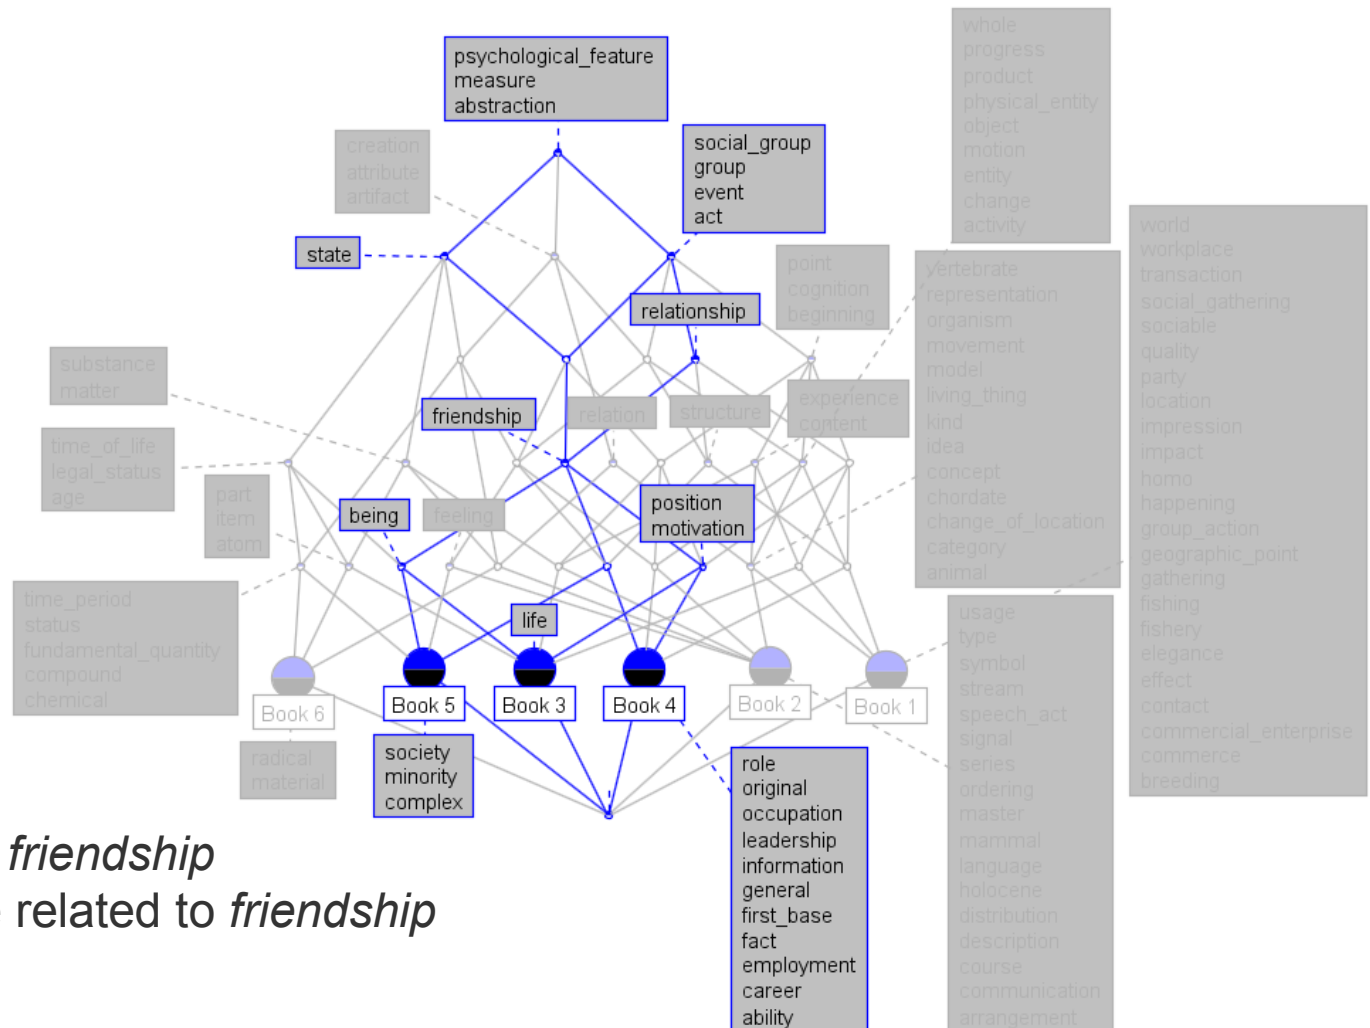 psychological_feature
measure
abstraction
creation
attribute
artifact
social_group
group
event
act
whole
progress
product
physical_entity
object
motion
entity
change
activity
state
point
cognition
beginning
relationship
vertebrate
representation
organism
movement
model
living_thing
kind
idea
concept
chordate
change_of_location
category
animal
world
workplace
transaction
social_gathering
sociable
quality
party
location
impression
impact
homo
happening
group_action
geographic_point
gathering
fishing
fishery
elegance
effect
contact
commercial_enterprise
commerce
breeding
substance
matter
friendship
relation
structure
experience
content
time_of_life
legal_status
age
part
item
atom
being
feeling
position
motivation
time_period
status
fundamental_quantity
compound
chemical
life
usage
type
symbol
stream
speech_act
signal
series
ordering
master
mammal
language
holocene
distribution
description
course
communication
arrangement
Book 6
Book 5
Book 3
Book 4
Book 2
Book 1
radical
material
society
minority
complex
role
original
occupation
leadership
information
general
first_base
fact
employment
career
ability
friendship
related to friendship